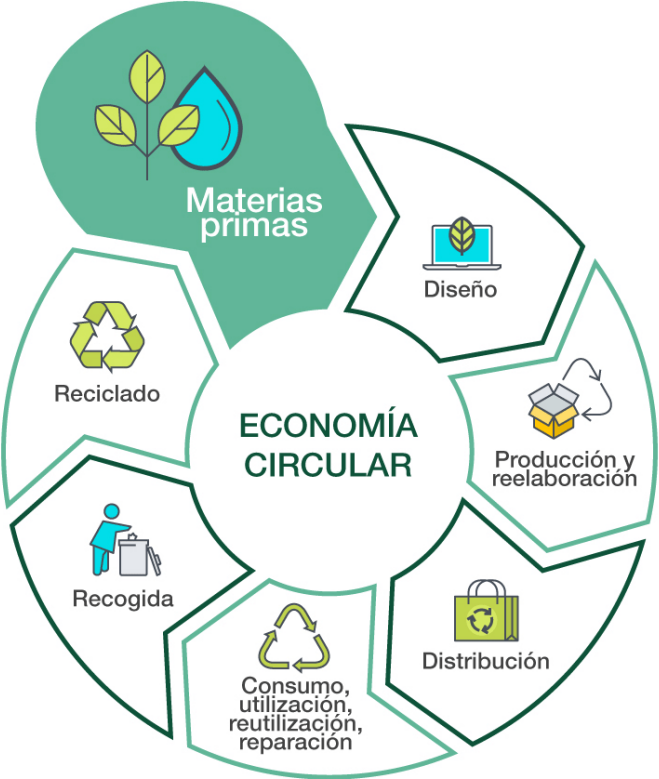 Materias
primas
Diseño
Producción y
reelaboración
Distribución
Consumo,
utilización,
reutilización,
reparación
Recogida
Reciclado
ECONOMÍA
CIRCULAR